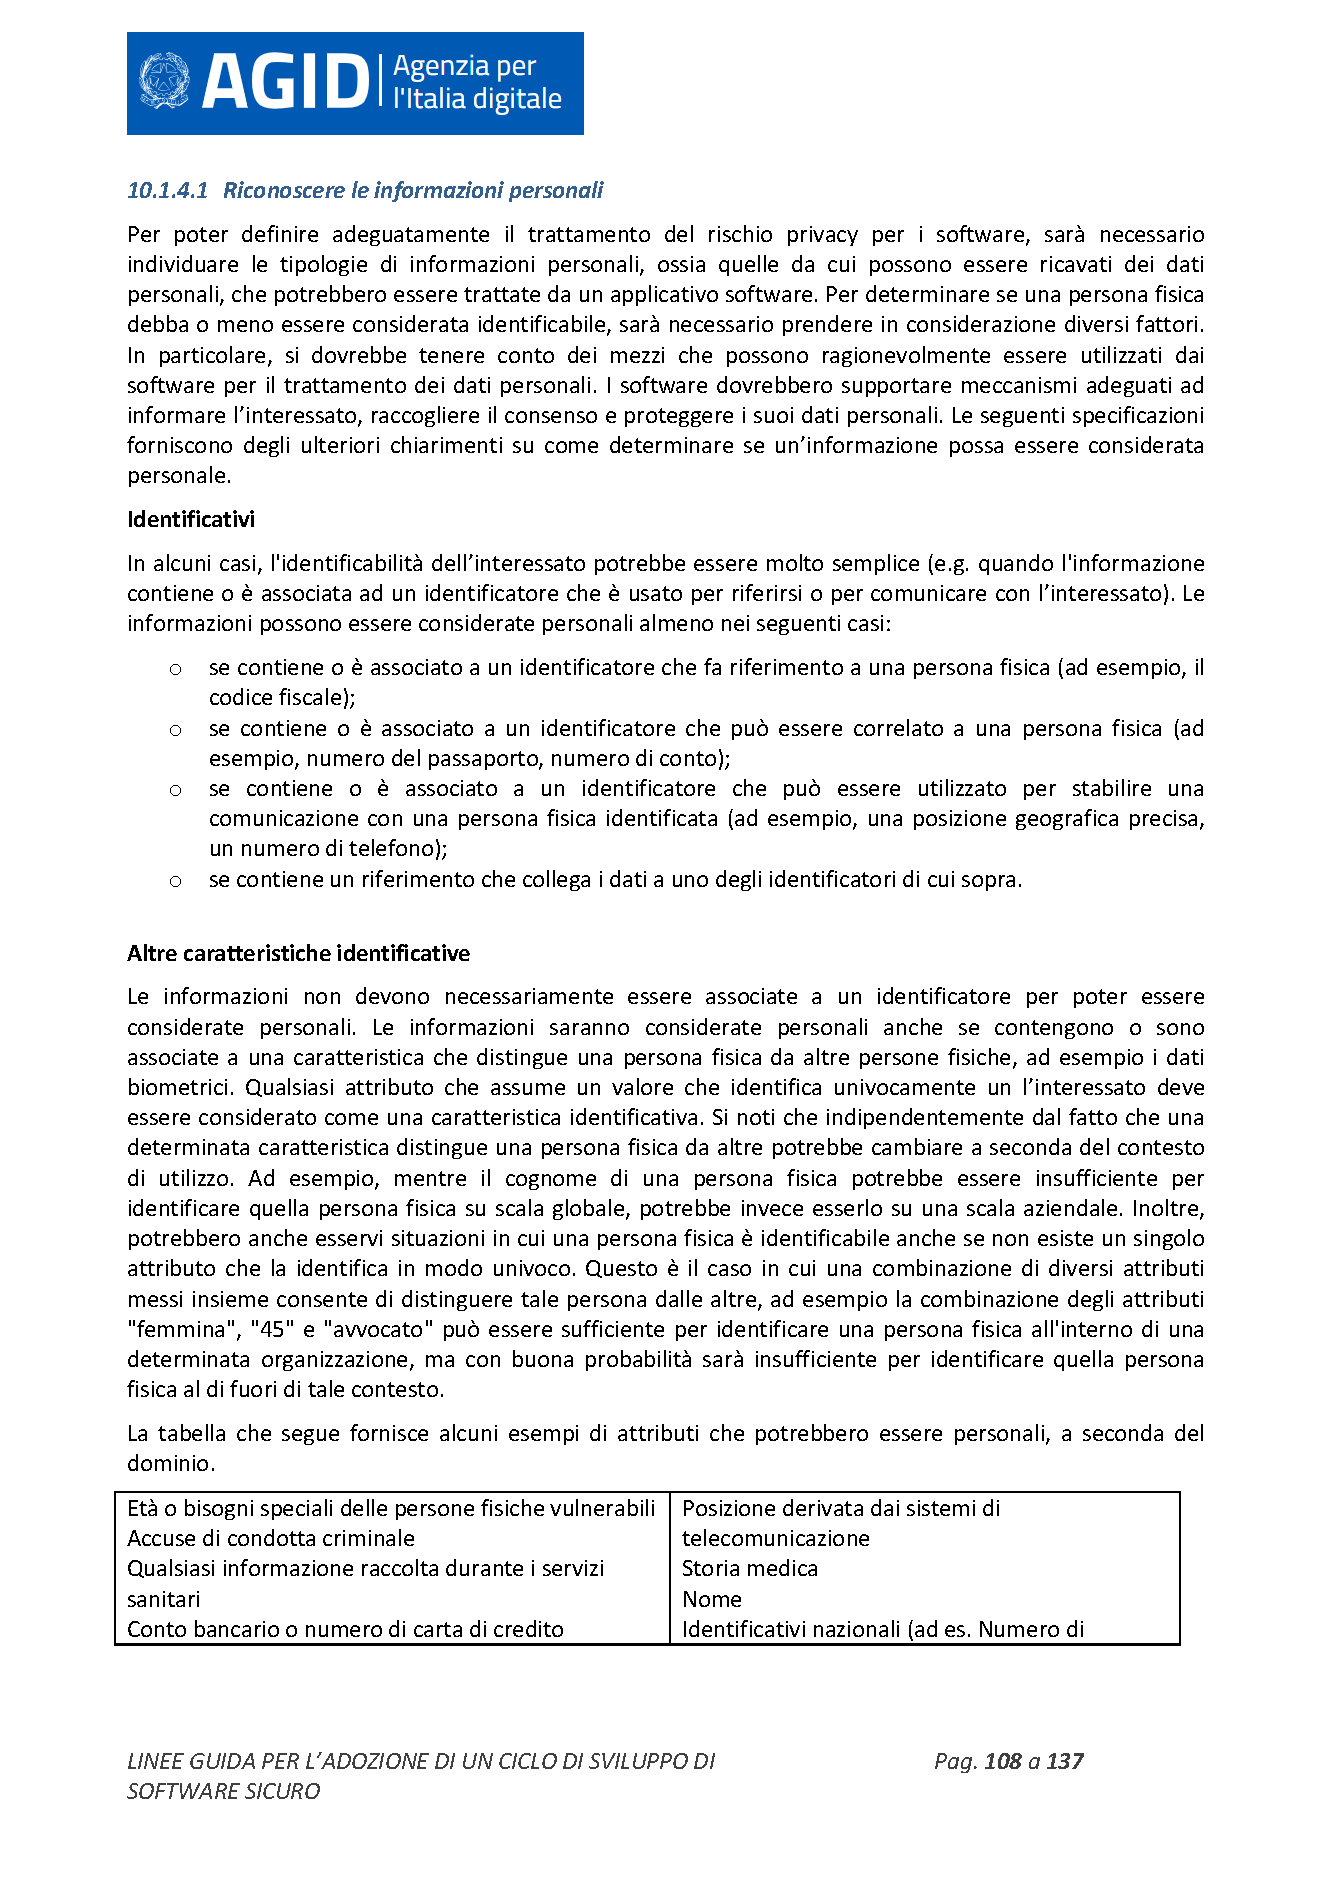 AGID Agenzia per
l'Italia digitale
10.1.4.1 Riconoscere le informazioni personali
Per poter definire adeguatamente il trattamento del rischio privacy per i software, sarà necessario
individuare le tipologie di informazioni personali, ossia quelle da cui possono essere ricavati dei dati
personali, che potrebbero essere trattate da un applicativo software. Per determinare se una persona fisica
debba o meno essere considerata identificabile, sarà necessario prendere in considerazione diversi fattori.
In particolare, si dovrebbe tenere conto dei mezzi che possono ragionevolmente essere utilizzati dai
software per il trattamento dei dati personali. I software dovrebbero supportare meccanismi adeguati ad
informare l’interessato, raccogliere il consenso e proteggere i suoi dati personali. Le seguenti specificazioni
forniscono degli ulteriori chiarimenti su come determinare se un’informazione possa essere considerata
personale.
Identificativi
In alcuni casi, l'identificabilità dell’interessato potrebbe essere molto semplice (e.g. quando l'informazione
contiene o è associata ad un identificatore che è usato per riferirsi o per comunicare con l’interessato). Le
informazioni possono essere considerate personali almeno nei seguenti casi:
o se contiene o è associato a un identificatore che fa riferimento a una persona fisica (ad esempio, il
codice fiscale);
o se contiene o è associato a un identificatore che può essere correlato a una persona fisica (ad
esempio, numero del passaporto, numero di conto);
o se contiene o è associato a un identificatore che può essere utilizzato per stabilire una
comunicazione con una persona fisica identificata (ad esempio, una posizione geografica precisa,
un numero di telefono);
o se contiene un riferimento che collega i dati a uno degli identificatori di cui sopra.
Altre caratteristiche identificative
Le informazioni non devono necessariamente essere associate a un identificatore per poter essere
considerate personali. Le informazioni saranno considerate personali anche se contengono o sono
associate a una caratteristica che distingue una persona fisica da altre persone fisiche, ad esempio i dati
biometrici. Qualsiasi attributo che assume un valore che identifica univocamente un l’interessato deve
essere considerato come una caratteristica identificativa. Si noti che indipendentemente dal fatto che una
determinata caratteristica distingue una persona fisica da altre potrebbe cambiare a seconda del contesto
di utilizzo. Ad esempio, mentre il cognome di una persona fisica potrebbe essere insufficiente per
identificare quella persona fisica su scala globale, potrebbe invece esserlo su una scala aziendale. Inoltre,
potrebbero anche esservi situazioni in cui una persona fisica è identificabile anche se non esiste un singolo
attributo che la identifica in modo univoco. Questo è il caso in cui una combinazione di diversi attributi
messi insieme consente di distinguere tale persona dalle altre, ad esempio la combinazione degli attributi
"femmina", "45" e "avvocato" può essere sufficiente per identificare una persona fisica all'interno di una
determinata organizzazione, ma con buona probabilità sarà insufficiente per identificare quella persona
fisica al di fuori di tale contesto.
La tabella che segue fornisce alcuni esempi di attributi che potrebbero essere personali, a seconda del
dominio.
Età o bisogni speciali delle persone fisiche vulnerabili
Accuse di condotta criminale
Qualsiasi informazione raccolta durante i servizi
sanitari
Conto bancario o numero di carta di credito
Posizione derivata dai sistemi di
telecomunicazione
Storia medica
Nome
Identificativi nazionali (ad es. Numero di
LINEE GUIDA PER L’ADOZIONE DI UN CICLO DI SVILUPPO DI
SOFTWARE SICURO
Pag. 108 a 137